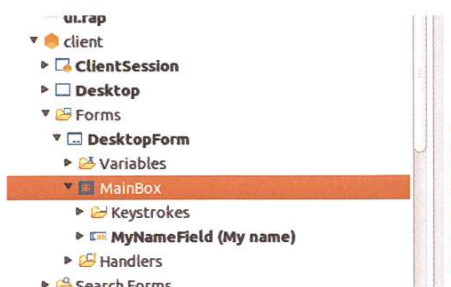 ui.rap
client
ClientSession
Desktop
Forms
DesktopForm
Variables
MainBox
Keystrokes
MyNameField (My name)
Handlers
Search Forms